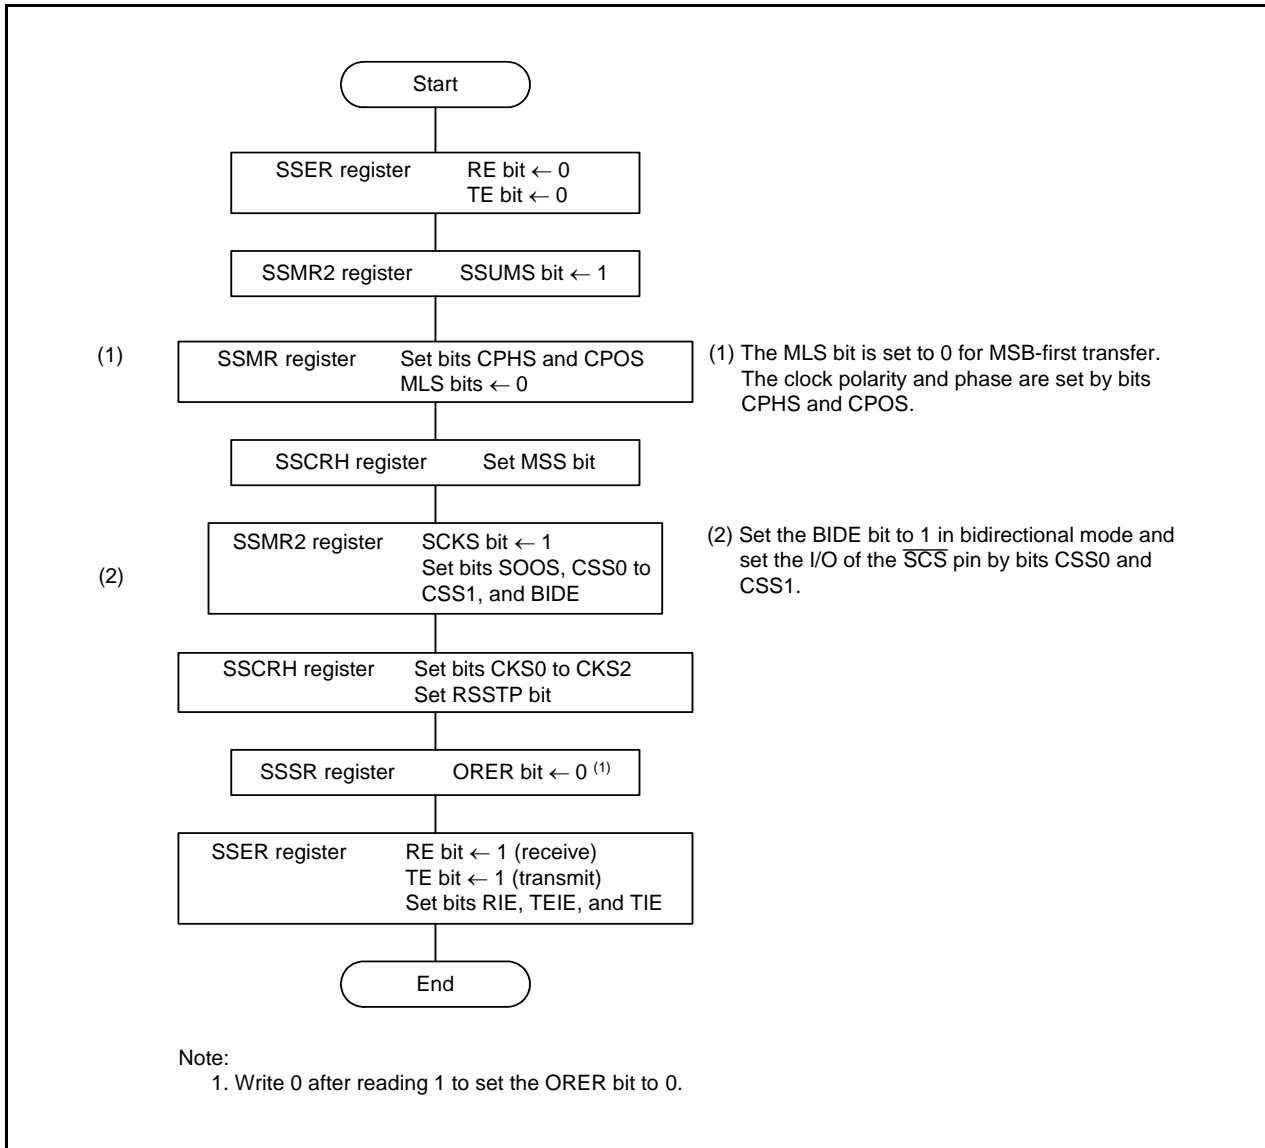 Start
SSER register RE bit ← 0
TE bit ← 0
SSMR2 register SSUMS bit ← 1
(1)
SSMR register Set bits CPHS and CPOS
MLS bits ← 0
(1) The MLS bit is set to 0 for MSB-first transfer.
The clock polarity and phase are set by bits
CPHS and CPOS.
SSCRH register Set MSS bit
(2)
SSMR2 register SCKS bit ← 1
Set bits SOOS, CSS0 to
CSS1, and BIDE
(2) Set the BIDE bit to 1 in bidirectional mode and
set the I/O of the S̅C̅S̅ pin by bits CSS0 and
CSS1.
SSCRH register Set bits CKS0 to CKS2
Set RSSTP bit
SSSR register ORER bit ← 0 (1)
SSER register RE bit ← 1 (receive)
TE bit ← 1 (transmit)
Set bits RIE, TEIE, and TIE
End
Note:
1. Write 0 after reading 1 to set the ORER bit to 0.